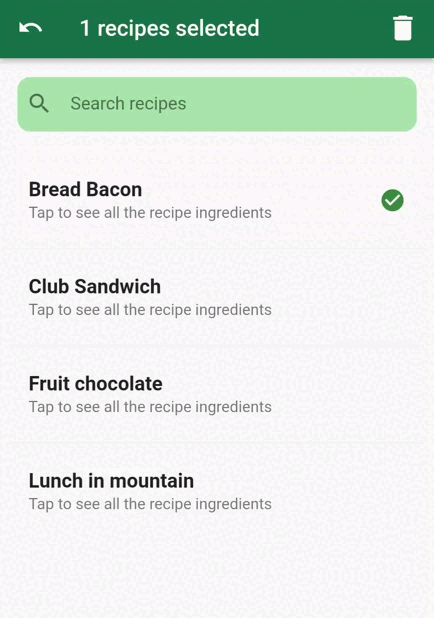 1 recipes selected
Search recipes
Bread Bacon
Tap to see all the recipe ingredients
Club Sandwich
Tap to see all the recipe ingredients
Fruit chocolate
Tap to see all the recipe ingredients
Lunch in mountain
Tap to see all the recipe ingredients